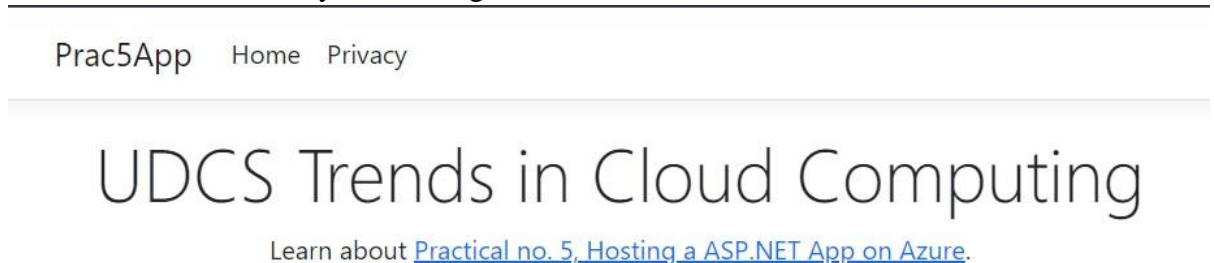 Prac5App Home Privacy
UDCS Trends in Cloud Computing
Learn about Practical no. 5, Hosting a ASP.NET App on Azure.